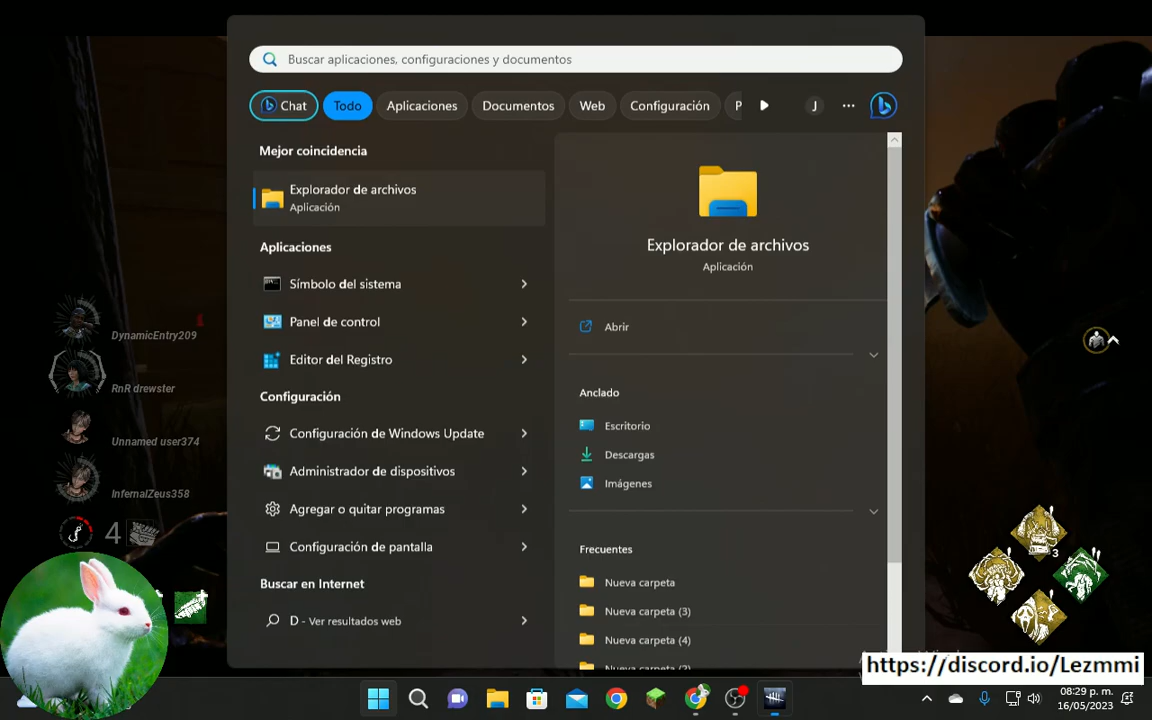 Buscar aplicaciones, configuraciones y documentos
Chat
Todo
Aplicaciones
Documentos
Web
Configuración
P
J
Mejor coincidencia
Explorador de archivos
Aplicación
Aplicaciones
Símbolo del sistema
Panel de control
Editor del Registro
Configuración
Configuración de Windows Update
Administrador de dispositivos
Agregar o quitar programas
Configuración de pantalla
Buscar en Internet
D - Ver resultados web
Explorador de archivos
Aplicación
Abrir
Anclado
Escritorio
Descargas
Imágenes
Frecuentes
Nueva carpeta
Nueva carpeta (3)
Nueva carpeta (4)
Nueva carpeta (2)
DynamicEntry209
RnR drewster
Unnamed user374
InfernalZeus358
4
3
https://discord.io/Lezmmi
08:29 p. m.
16/05/2023